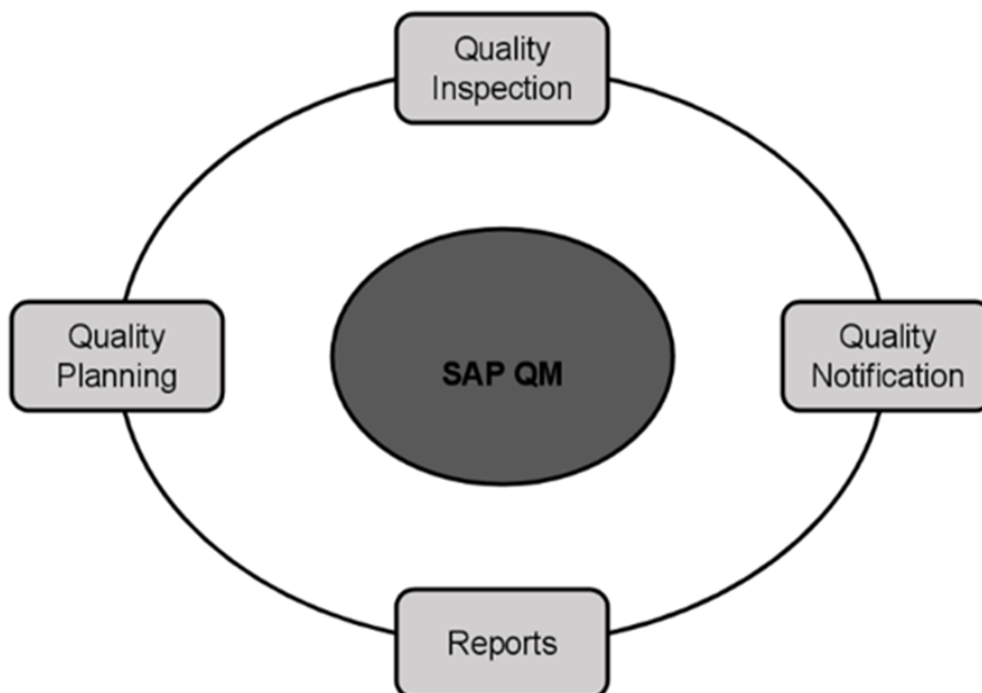 Quality
Inspection
Quality
Planning
SAP QM
Quality
Notification
Reports